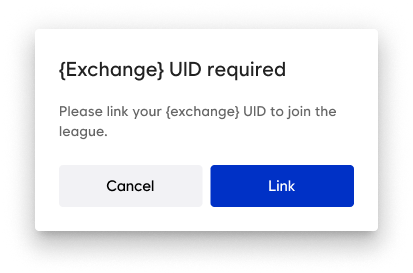 {Exchange} UID required
Please link your {exchange} UID to join the
league.
Cancel
Link